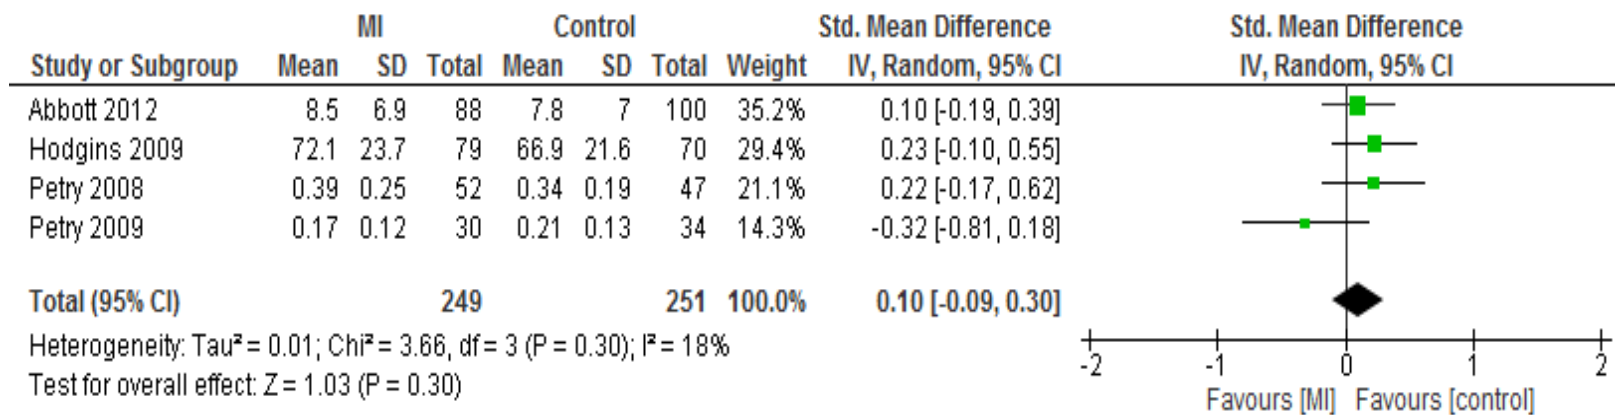 MI Control Std. Mean Difference Std. Mean Difference
Study or Subgroup Mean SD Total Mean SD Total Weight IV, Random, 95% CI IV, Random, 95% CI
Abbott 2012 8.5 6.9 88 7.8 7 100 35.2% 0.10 [-0.19, 0.39]
Hodgins 2009 72.1 23.7 79 66.9 21.6 70 29.4% 0.23 [-0.10, 0.55]
Petry 2008 0.39 0.25 52 0.34 0.19 47 21.1% 0.22 [-0.17, 0.62]
Petry 2009 0.17 0.12 30 0.21 0.13 34 14.3% -0.32 [-0.81, 0.18]
Total (95% CI) 249 251 100.0% 0.10 [-0.09, 0.30]
Heterogeneity: Tau² = 0.01; Chi² = 3.66, df = 3 (P = 0.30); I² = 18%
Test for overall effect: Z = 1.03 (P = 0.30)
-2 -1 0 1 2
Favours [MI] Favours [control]